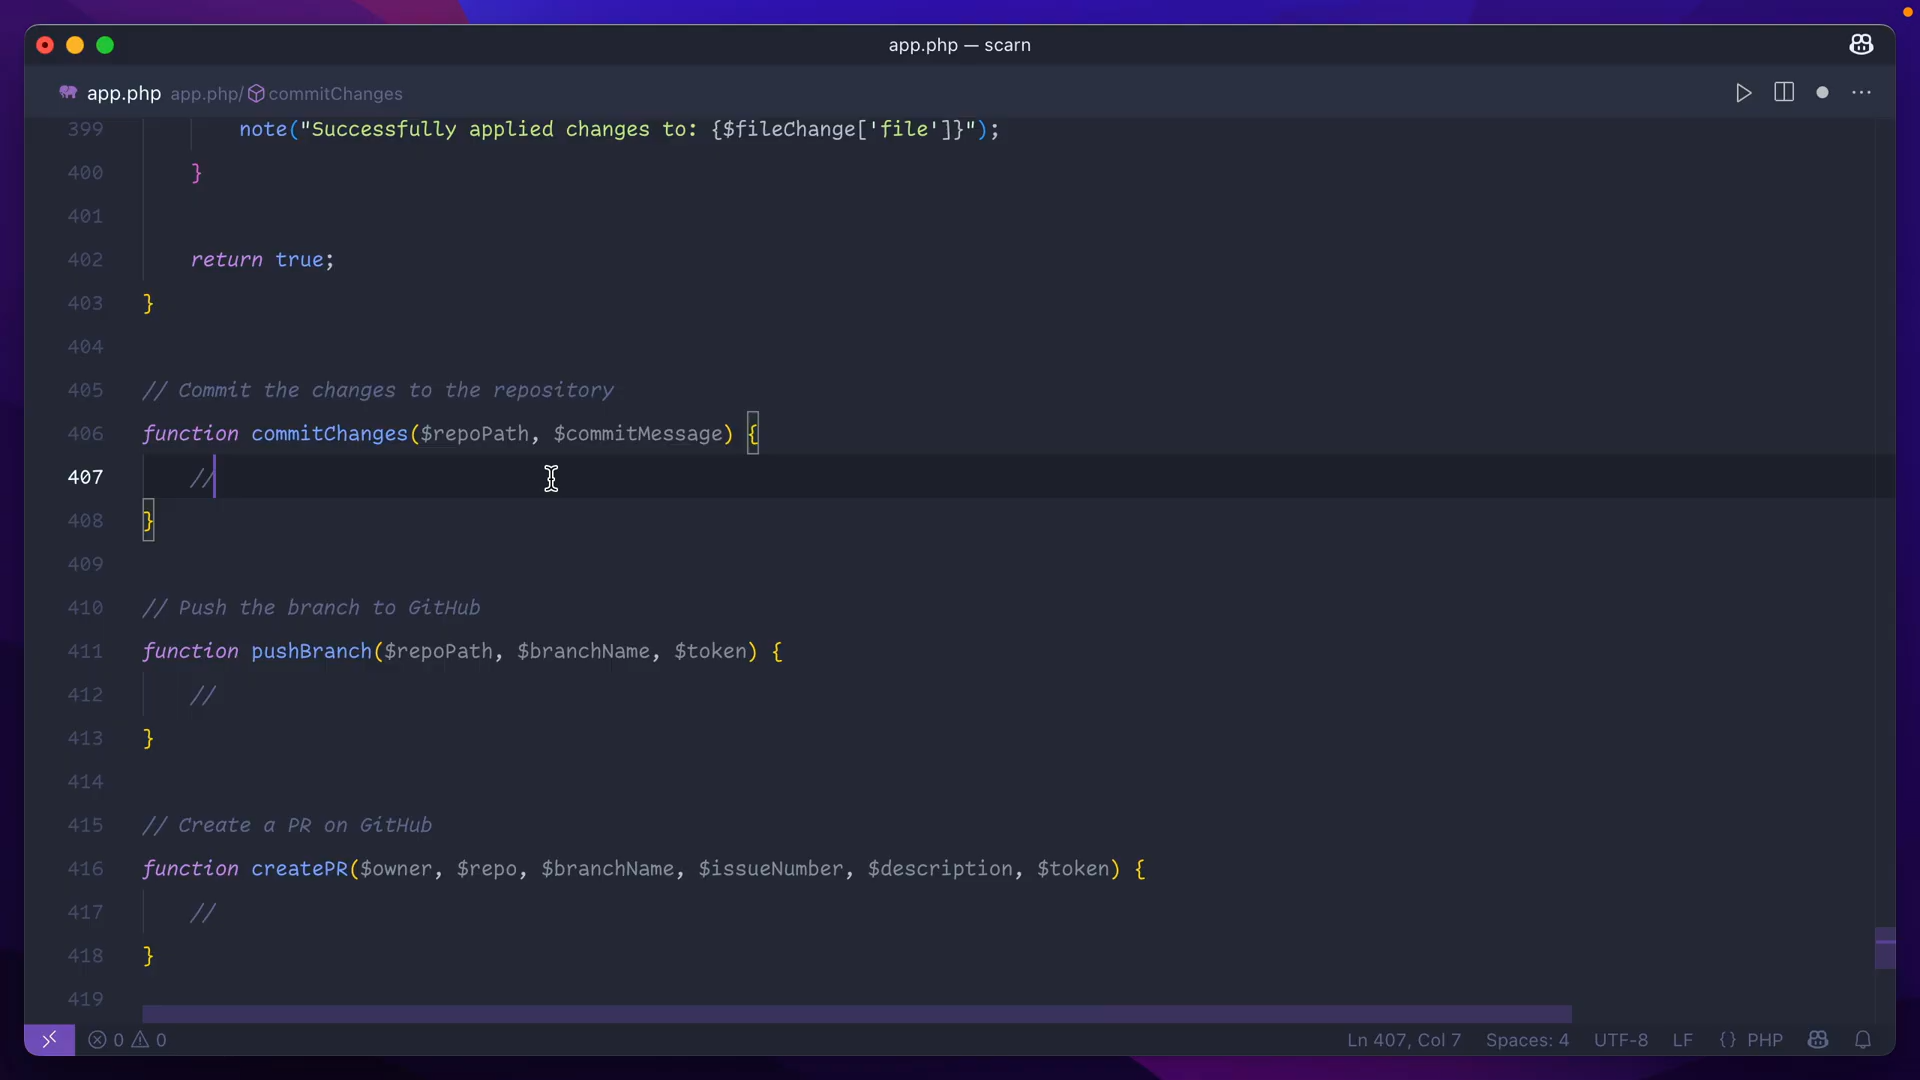 app.php — scarn
app.php app.php/ commitChanges
399 note("Successfully applied changes to: {$fileChange['file']}");
400 }
401
402 return true;
403 }
404
405 // Commit the changes to the repository
406 function commitChanges($repoPath, $commitMessage) {
407 //
408 }
409
410 // Push the branch to GitHub
411 function pushBranch($repoPath, $branchName, $token) {
412 //
413 }
414
415 // Create a PR on GitHub
416 function createPR($owner, $repo, $branchName, $issueNumber, $description, $token) {
417 //
418 }
419
0 0 Ln 407, Col 7 Spaces: 4 UTF-8 LF {} PHP